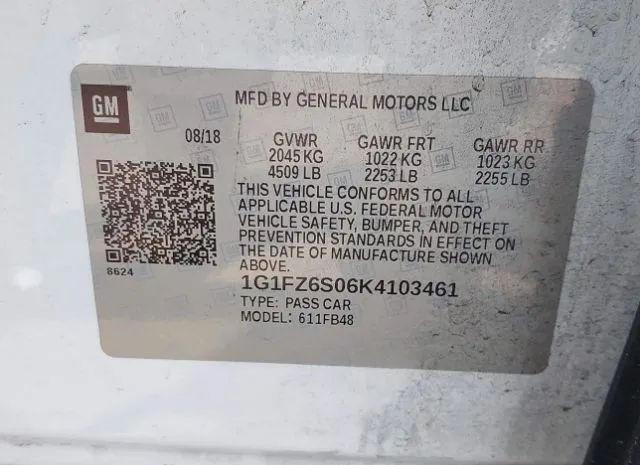 GM
MFD BY GENERAL MOTORS LLC
08/18
GVWR GAWR FRT GAWR RR
2045 KG 1022 KG 1023 KG
4509 LB 2253 LB 2255 LB
THIS VEHICLE CONFORMS TO ALL
APPLICABLE U.S. FEDERAL MOTOR
VEHICLE SAFETY, BUMPER, AND THEFT
PREVENTION STANDARDS IN EFFECT ON
THE DATE OF MANUFACTURE SHOWN
ABOVE.
8624
1G1FZ6S06K4103461
TYPE: PASS CAR
MODEL: 611FB48